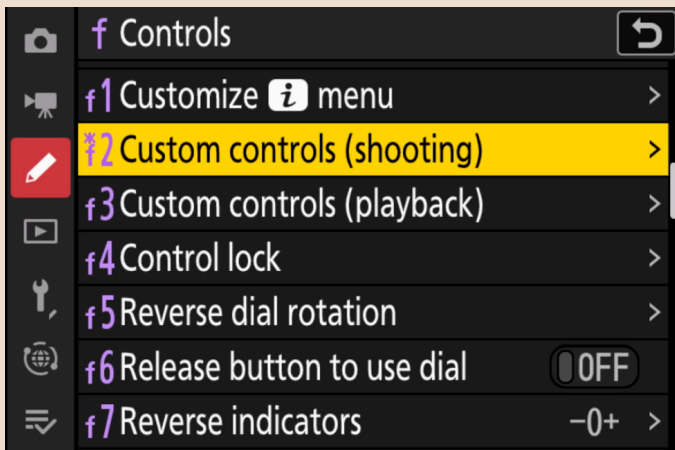 f Controls
f1 Customize i menu >
*f2 Custom controls (shooting) >
f3 Custom controls (playback) >
f4 Control lock >
f5 Reverse dial rotation >
f6 Release button to use dial OFF
f7 Reverse indicators −0+ >